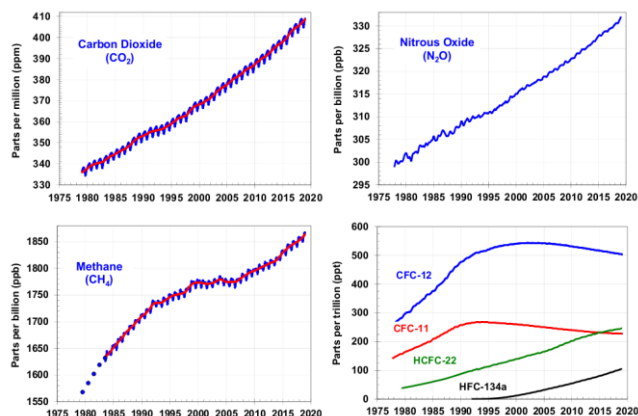 410
400
390
380
370
360
350
340
330
Parts per million (ppm)
Carbon Dioxide
(CO₂)
1975 1980 1985 1990 1995 2000 2005 2010 2015 2020
330
325
320
315
310
305
300
295
Parts per billion (ppb)
Nitrous Oxide
(N₂O)
1975 1980 1985 1990 1995 2000 2005 2010 2015 2020
1850
1800
1750
1700
1650
1600
1550
Parts per billion (ppb)
Methane
(CH₄)
1975 1980 1985 1990 1995 2000 2005 2010 2015 2020
600
500
400
300
200
100
0
Parts per trillion (ppt)
CFC-12
CFC-11
HCFC-22
HFC-134a
1975 1980 1985 1990 1995 2000 2005 2010 2015 2020